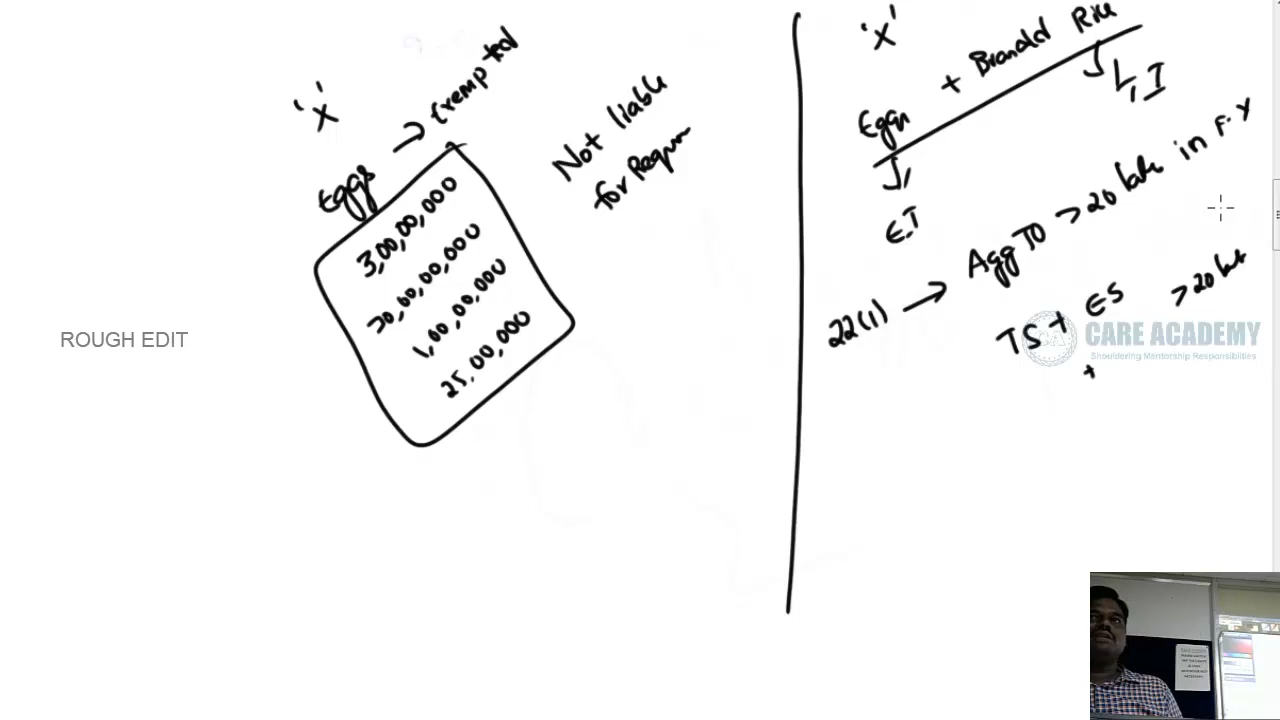 'X'
Eggs → Exempted
3,00,00,000
30,00,00,000
1,00,00,000
25,00,000
Not liable
for Regn
'X'
Eggs + Branded Rice
E.I
L, I
22(1) → Agg TO > 20 lakh in F.Y
TS + ES > 20 lakh
+
ROUGH EDIT
CARE ACADEMY
Shouldering Mentorship Responsibilities